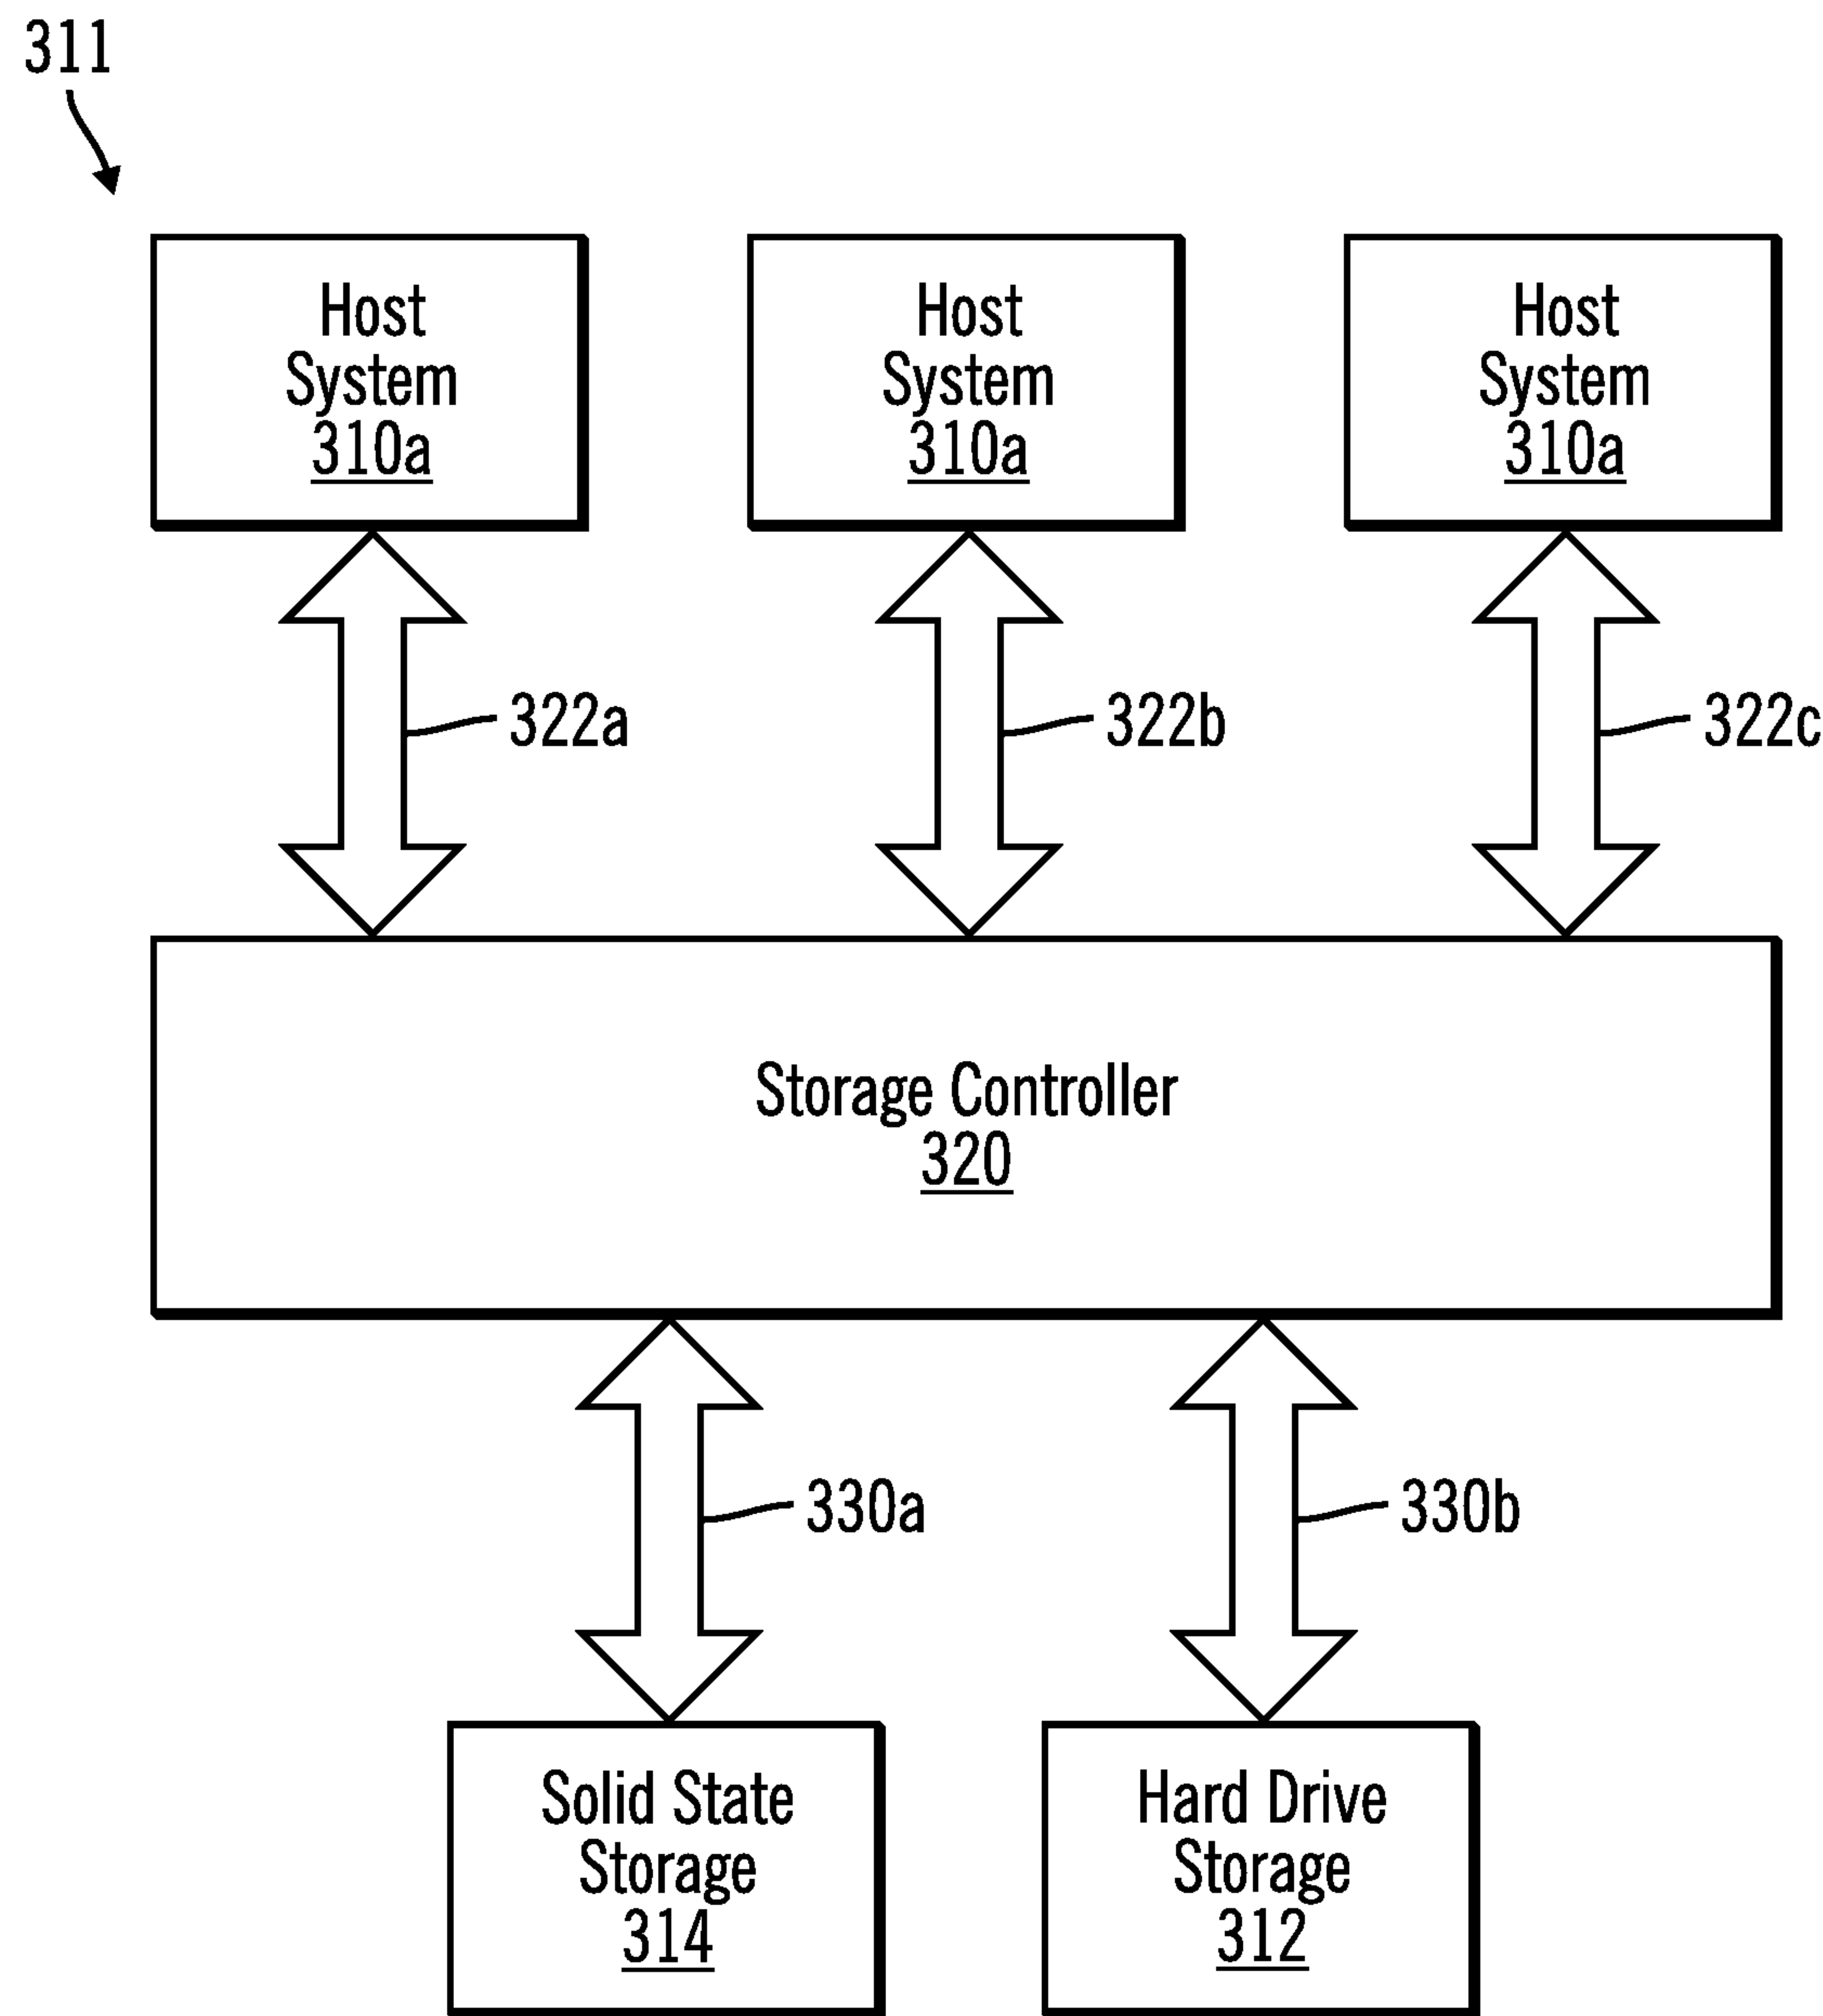 311
Host
System
310a
Host
System
310a
Host
System
310a
322a
322b
322c
Storage Controller
320
330a
330b
Solid State
Storage
314
Hard Drive
Storage
312